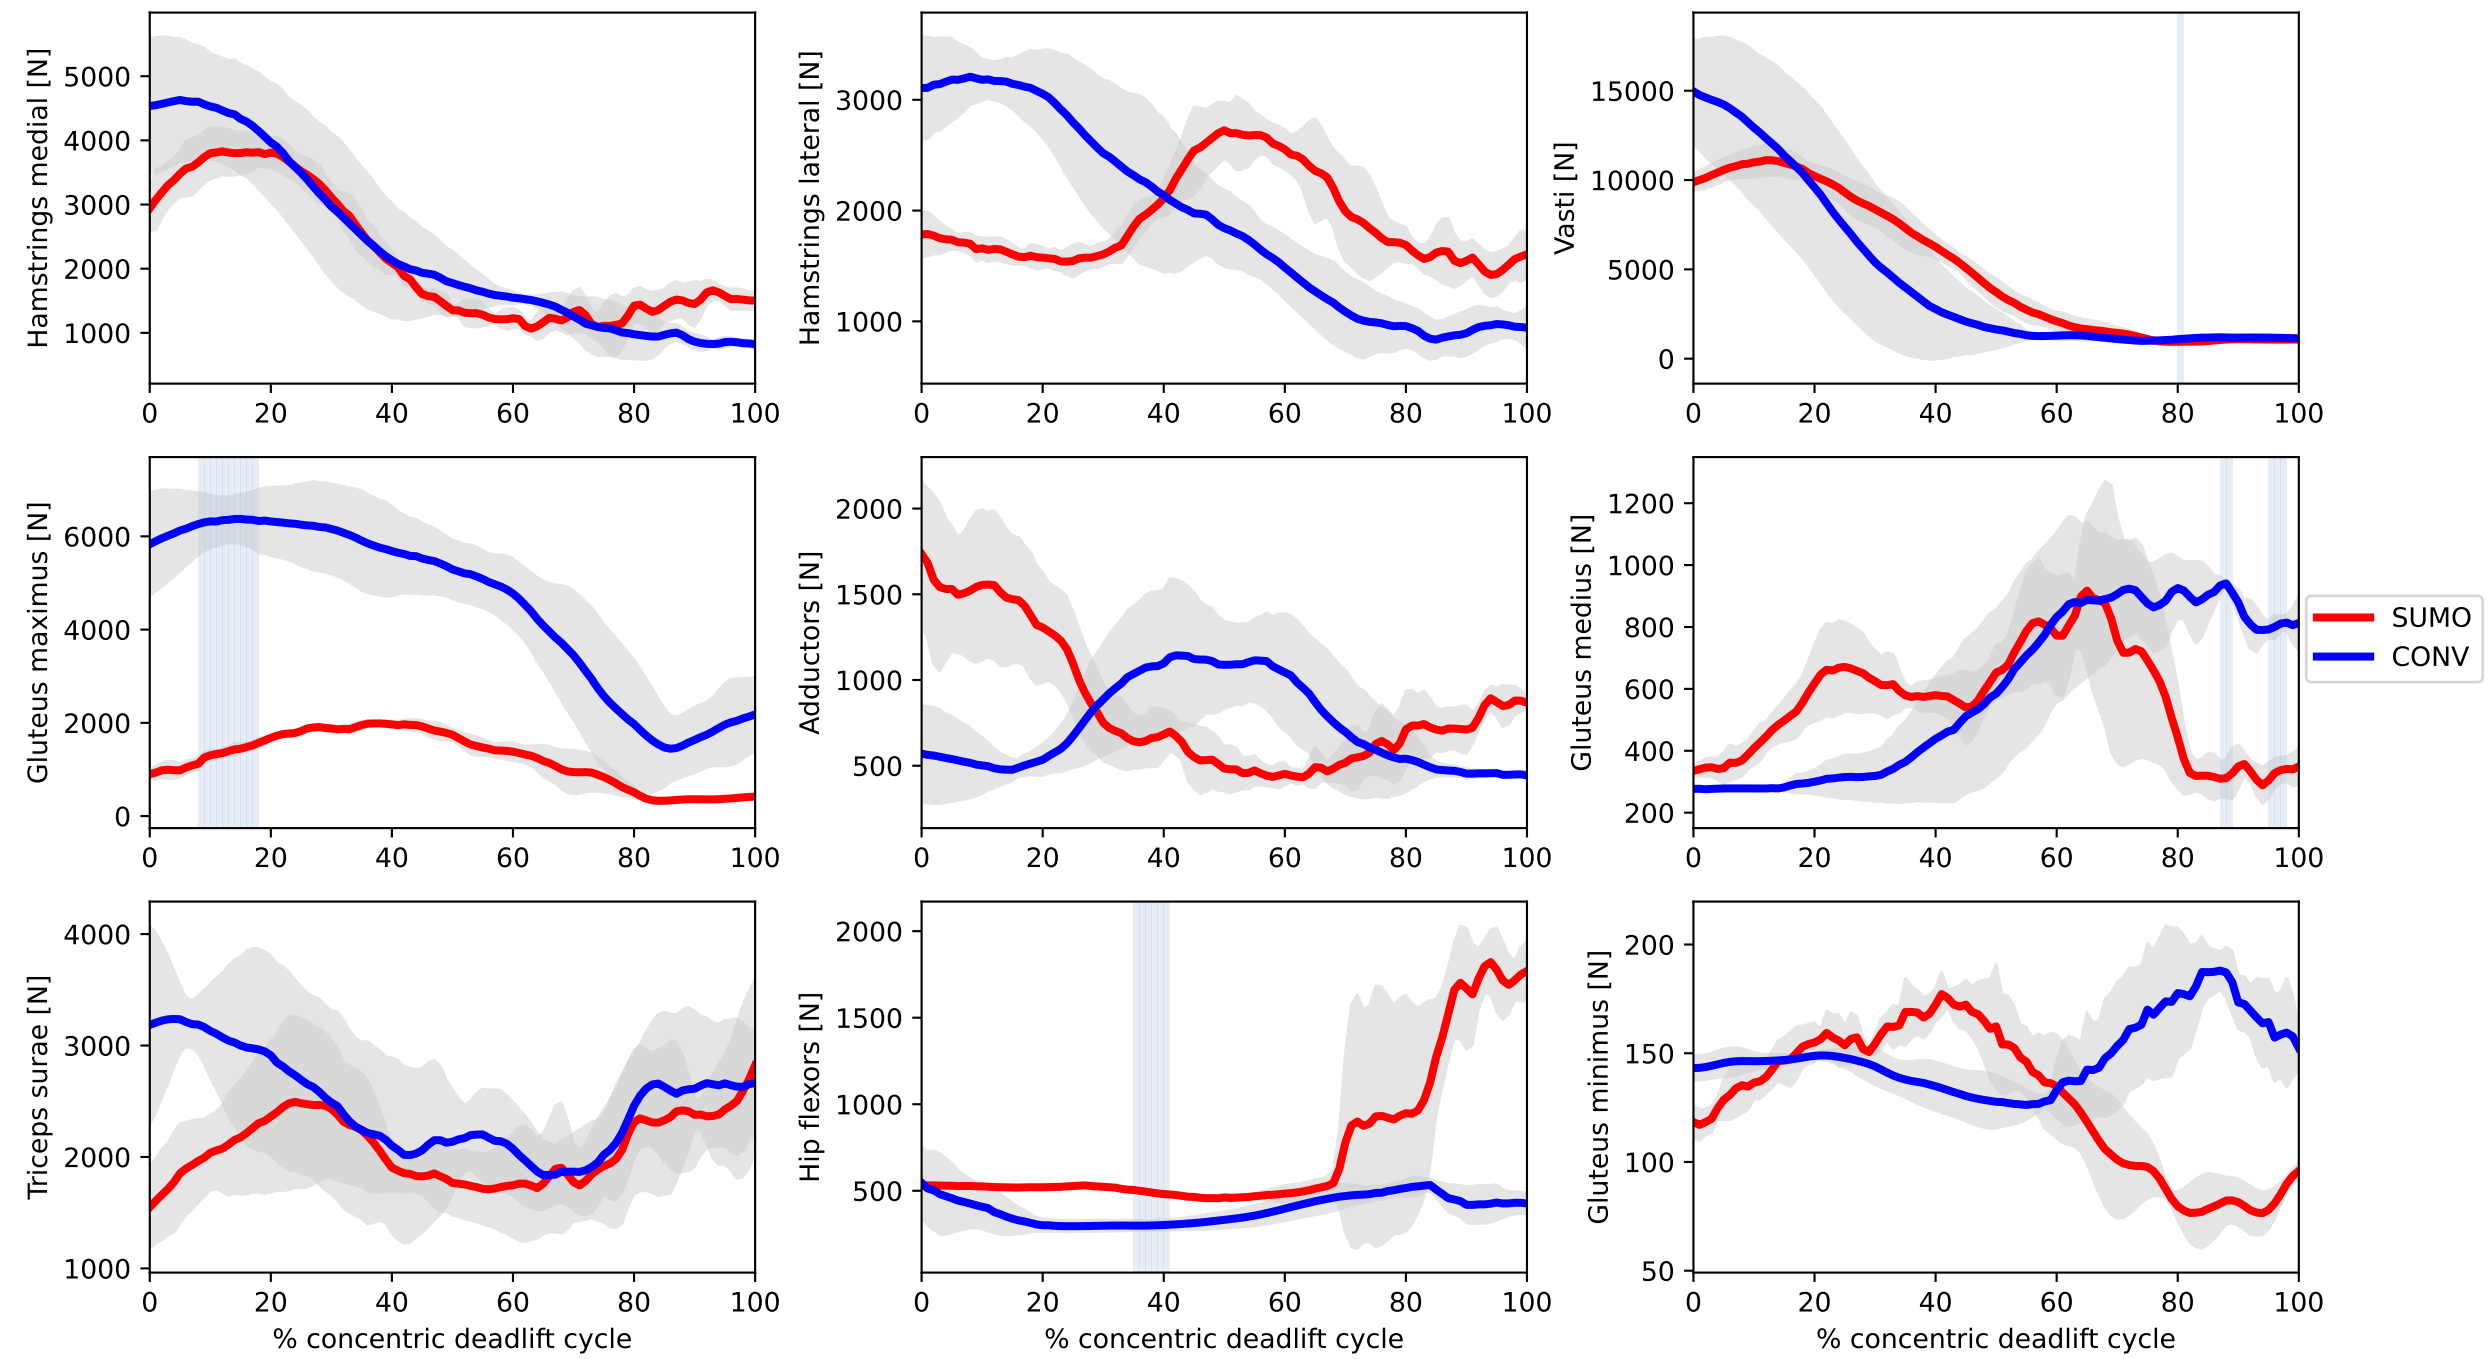 Hamstrings medial [N]
5000
4000
3000
2000
1000
0 20 40 60 80 100
Hamstrings lateral [N]
3000
2000
1000
0 20 40 60 80 100
Vasti [N]
15000
10000
5000
0
0 20 40 60 80 100
Gluteus maximus [N]
6000
4000
2000
0
0 20 40 60 80 100
Adductors [N]
2000
1500
1000
500
0 20 40 60 80 100
Gluteus medius [N]
1200
1000
800
600
400
200
0 20 40 60 80 100
SUMO
CONV
Triceps surae [N]
4000
3000
2000
1000
0 20 40 60 80 100
% concentric deadlift cycle
Hip flexors [N]
2000
1500
1000
500
0 20 40 60 80 100
% concentric deadlift cycle
Gluteus minimus [N]
200
150
100
50
0 20 40 60 80 100
% concentric deadlift cycle